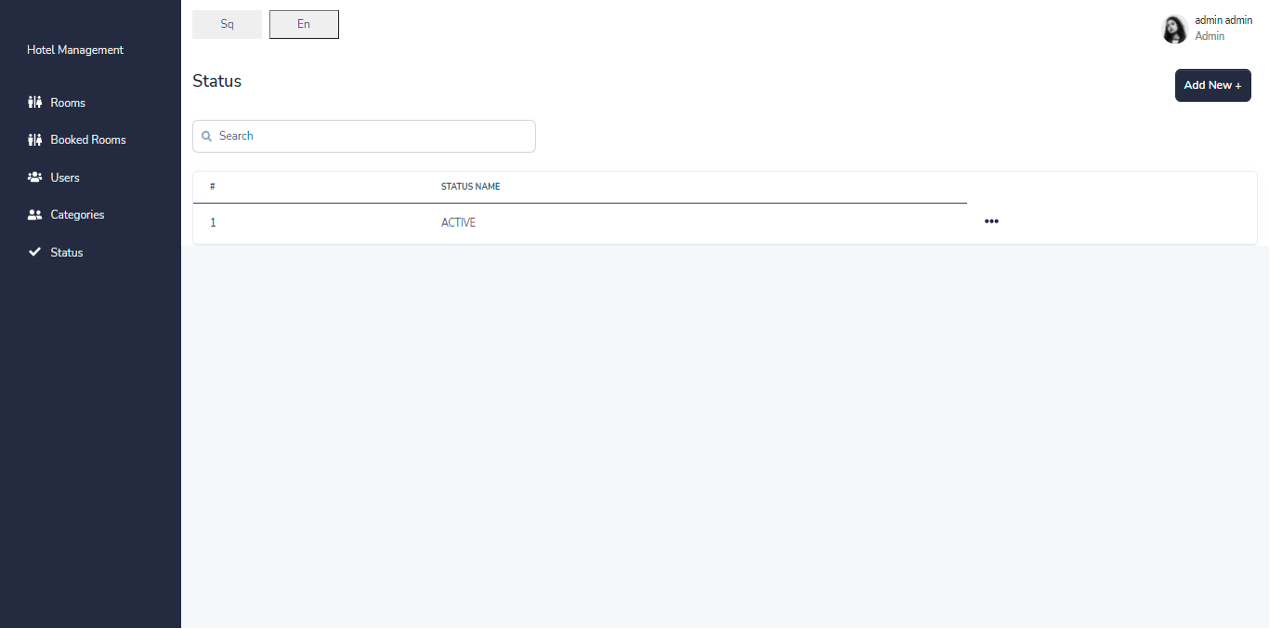 Hotel Management
Rooms
Booked Rooms
Users
Categories
Status
Sq
En
admin admin
Admin
Status
Add New +
Search
# STATUS NAME
1 ACTIVE